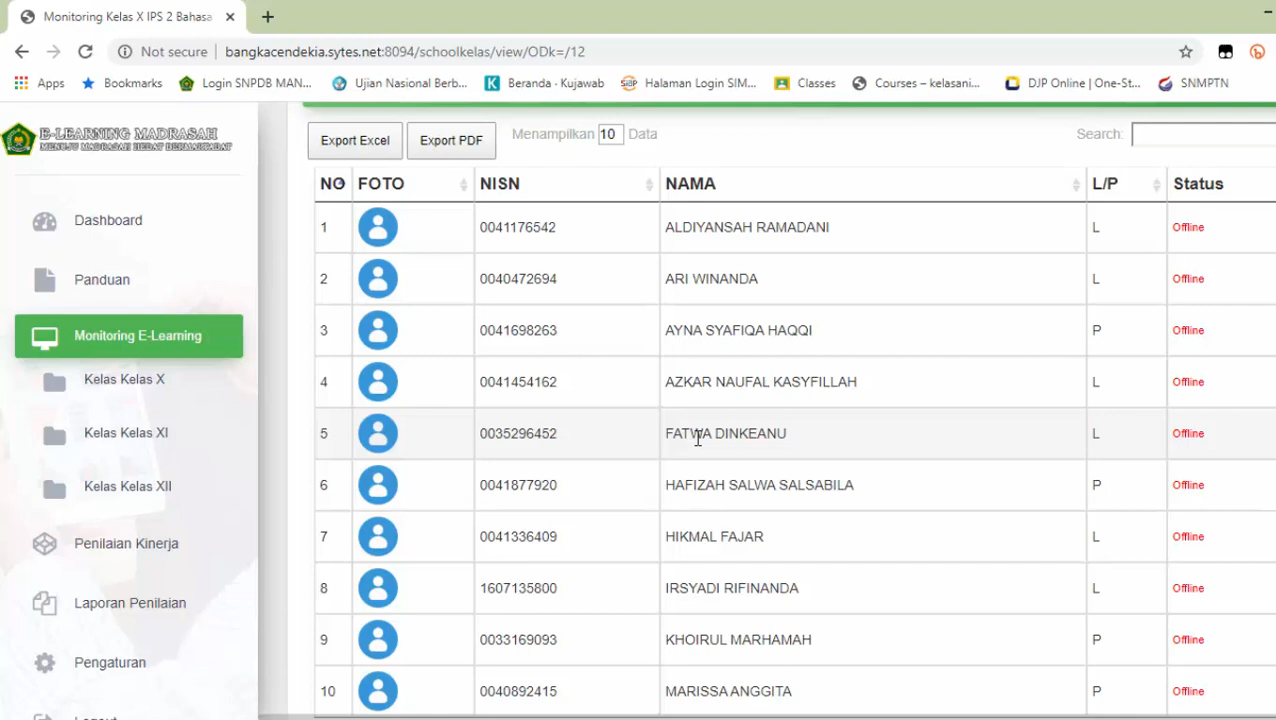 Monitoring Kelas X IPS 2 Bahasa
Not secure bangkacendekia.sytes.net:8094/schoolkelas/view/ODk=/12
Apps Bookmarks Login SNPDB MAN... Ujian Nasional Berb... Beranda - Kujawab Halaman Login SIM... Classes Courses – kelasani... DJP Online | One-St... SNMPTN
E-LEARNING MADRASAH
MENUJU MADRASAH HEBAT BERMARTABAT
Dashboard
Panduan
Monitoring E-Learning
Kelas Kelas X
Kelas Kelas XI
Kelas Kelas XII
Penilaian Kinerja
Laporan Penilaian
Pengaturan
Logout
Export Excel Export PDF Menampilkan 10 Data Search:
NO FOTO NISN NAMA L/P Status
1 0041176542 ALDIYANSAH RAMADANI L Offline
2 0040472694 ARI WINANDA L Offline
3 0041698263 AYNA SYAFIQA HAQQI P Offline
4 0041454162 AZKAR NAUFAL KASYFILLAH L Offline
5 0035296452 FATWA DINKEANU L Offline
6 0041877920 HAFIZAH SALWA SALSABILA P Offline
7 0041336409 HIKMAL FAJAR L Offline
8 1607135800 IRSYADI RIFINANDA L Offline
9 0033169093 KHOIRUL MARHAMAH P Offline
10 0040892415 MARISSA ANGGITA P Offline